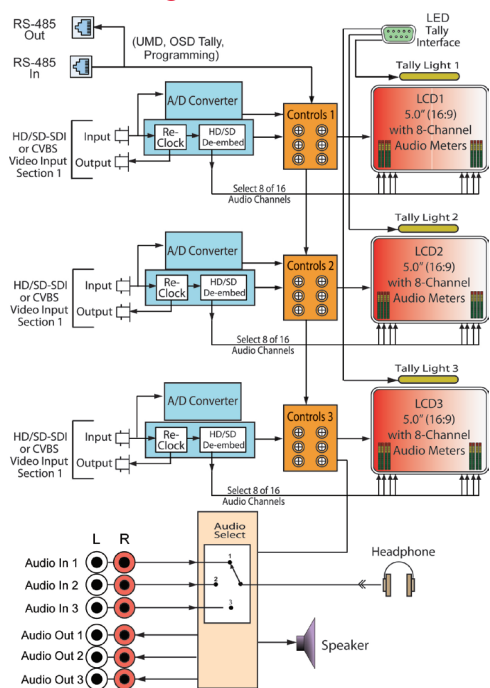 RS-485
Out
RS-485
In
(UMD, OSD Tally,
Programming)
LED
Tally
Interface
Tally Light 1
A/D Converter
HD/SD-SDI
or CVBS
Video Input
Section 1
Input
Output
Re-
Clock
HD/SD
De-embed
Controls 1
LCD1
5.0" (16:9)
with 8-Channel
Audio Meters
Select 8 of 16
Audio Channels
Tally Light 2
A/D Converter
HD/SD-SDI
or CVBS
Video Input
Section 1
Input
Output
Re-
Clock
HD/SD
De-embed
Controls 2
LCD2
5.0" (16:9)
with 8-Channel
Audio Meters
Select 8 of 16
Audio Channels
Tally Light 3
A/D Converter
HD/SD-SDI
or CVBS
Video Input
Section 1
Input
Output
Re-
Clock
HD/SD
De-embed
Controls 3
LCD3
5.0" (16:9)
with 8-Channel
Audio Meters
Select 8 of 16
Audio Channels
Audio
Select
L R
Audio In 1
Audio In 2
Audio In 3
1
2
3
Headphone
Audio Out 1
Audio Out 2
Audio Out 3
Speaker